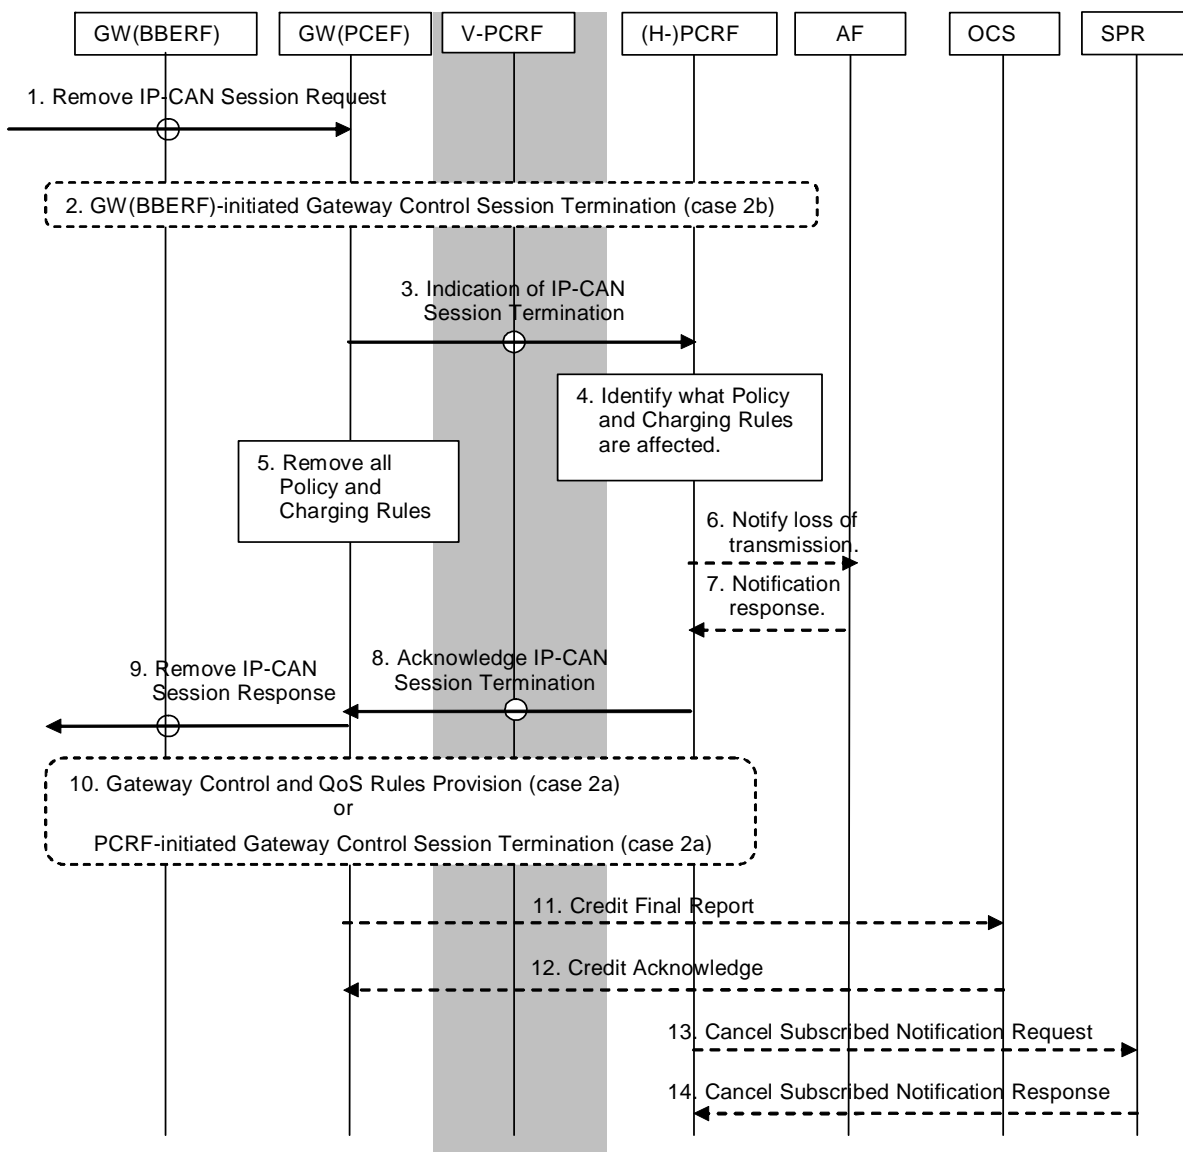 GW(BBERF)
GW(PCEF)
V-PCRF
(H-)PCRF
AF
OCS
SPR
1. Remove IP-CAN Session Request
2. GW(BBERF)-initiated Gateway Control Session Termination (case 2b)
3. Indication of IP-CAN
Session Termination
4. Identify what Policy
and Charging Rules
are affected.
5. Remove all
Policy and
Charging Rules
6. Notify loss of
transmission.
7. Notification
response.
8. Acknowledge IP-CAN
Session Termination
9. Remove IP-CAN
Session Response
10. Gateway Control and QoS Rules Provision (case 2a)
or
PCRF-initiated Gateway Control Session Termination (case 2a)
11. Credit Final Report
12. Credit Acknowledge
13. Cancel Subscribed Notification Request
14. Cancel Subscribed Notification Response